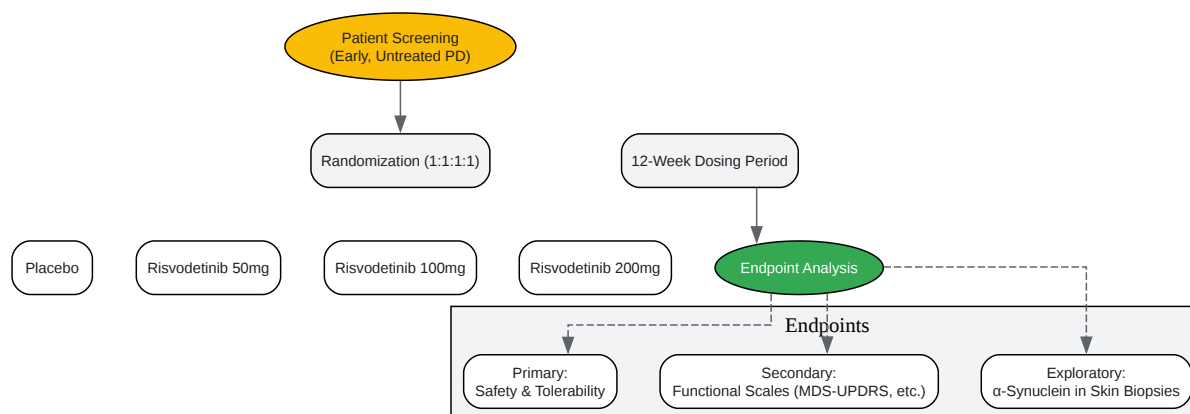 Patient Screening
(Early, Untreated PD)
Randomization (1:1:1:1)
12-Week Dosing Period
Placebo
Risvodetinib 50mg
Risvodetinib 100mg
Risvodetinib 200mg
Endpoint Analysis
Endpoints
Primary:
Safety & Tolerability
Secondary:
Functional Scales (MDS-UPDRS, etc.)
Exploratory:
α-Synuclein in Skin Biopsies